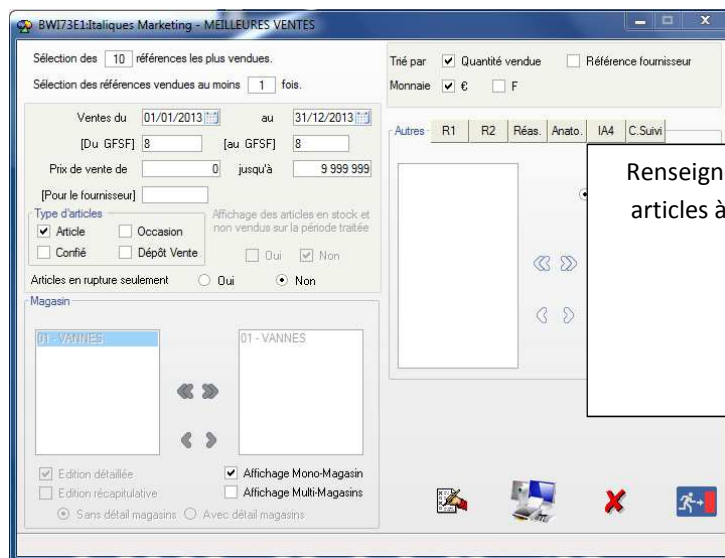 BWI73E1:Italiques Marketing - MEILLEURES VENTES
Sélection des 10 références les plus vendues.
Sélection des références vendues au moins 1 fois.
Trié par Quantité vendue Référence fournisseur
Monnaie € F
Ventes du 01/01/2013 au 31/12/2013
[Du GFSF] 8 [au GFSF] 8
Prix de vente de 0 jusqu'à 9 999 999
[Pour le fournisseur]
Type d'articles
Article Occasion
Confié Dépôt Vente
Affichage des articles en stock et
non vendus sur la période traitée
Oui Non
Articles en rupture seulement Oui Non
Autres R1 R2 Réas. Anato. IA4 C.Suivi
Renseign
articles à
Magasin
01 - VANNES
01 - VANNES
Edition détaillée
Edition récapitulative
Affichage Mono-Magasin
Affichage Multi-Magasins
Sans détail magasins Avec détail magasins